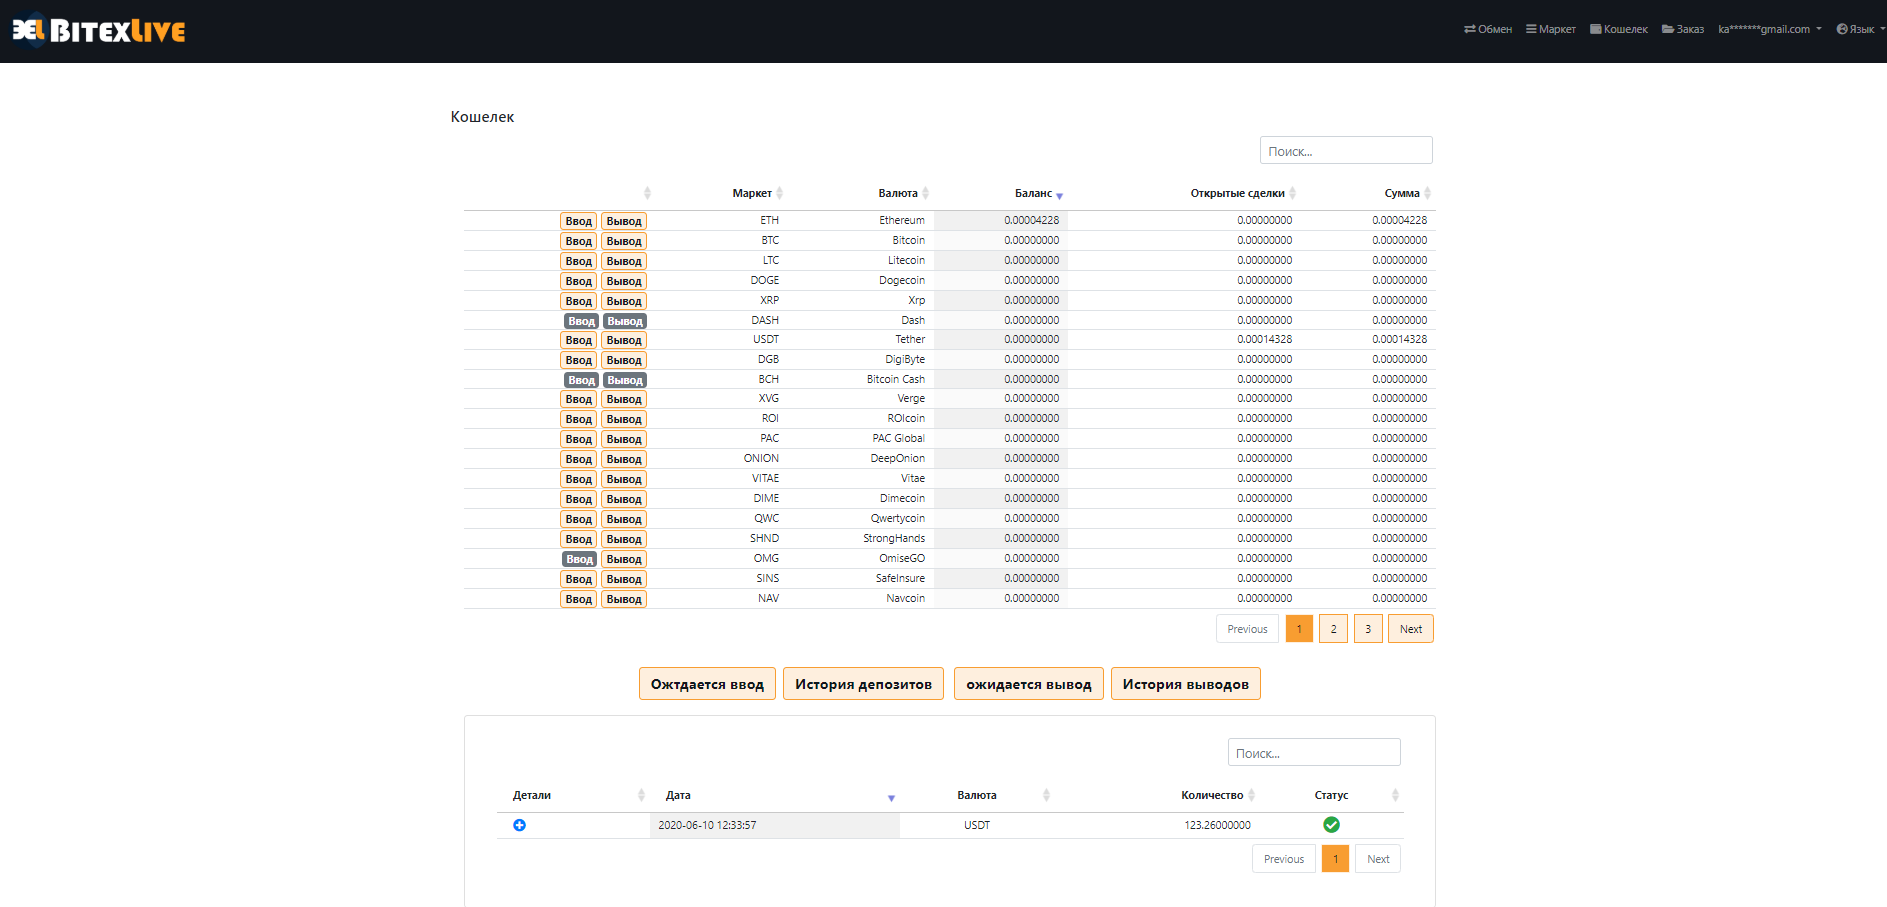 BITEXLIVE
Обмен Маркет Кошелек Заказ ka*******gmail.com Язык
Кошелек
Поиск...
Маркет Валюта Баланс Открытые сделки Сумма
Ввод Вывод ETH Ethereum 0.00004228 0.00000000 0.00004228
Ввод Вывод BTC Bitcoin 0.00000000 0.00000000 0.00000000
Ввод Вывод LTC Litecoin 0.00000000 0.00000000 0.00000000
Ввод Вывод DOGE Dogecoin 0.00000000 0.00000000 0.00000000
Ввод Вывод XRP Xrp 0.00000000 0.00000000 0.00000000
Ввод Вывод DASH Dash 0.00000000 0.00000000 0.00000000
Ввод Вывод USDT Tether 0.00000000 0.00014328 0.00014328
Ввод Вывод DGB DigiByte 0.00000000 0.00000000 0.00000000
Ввод Вывод BCH Bitcoin Cash 0.00000000 0.00000000 0.00000000
Ввод Вывод XVG Verge 0.00000000 0.00000000 0.00000000
Ввод Вывод ROI ROIcoin 0.00000000 0.00000000 0.00000000
Ввод Вывод PAC PAC Global 0.00000000 0.00000000 0.00000000
Ввод Вывод ONION DeepOnion 0.00000000 0.00000000 0.00000000
Ввод Вывод VITAE Vitae 0.00000000 0.00000000 0.00000000
Ввод Вывод DIME Dimecoin 0.00000000 0.00000000 0.00000000
Ввод Вывод QWC Qwertycoin 0.00000000 0.00000000 0.00000000
Ввод Вывод SHND StrongHands 0.00000000 0.00000000 0.00000000
Ввод Вывод OMG OmiseGO 0.00000000 0.00000000 0.00000000
Ввод Вывод SINS SafeInsure 0.00000000 0.00000000 0.00000000
Ввод Вывод NAV Navcoin 0.00000000 0.00000000 0.00000000
Previous 1 2 3 Next
Ожтдается ввод История депозитов ожидается вывод История выводов
Поиск...
Детали Дата Валюта Количество Статус
2020-06-10 12:33:57 USDT 123.26000000
Previous 1 Next